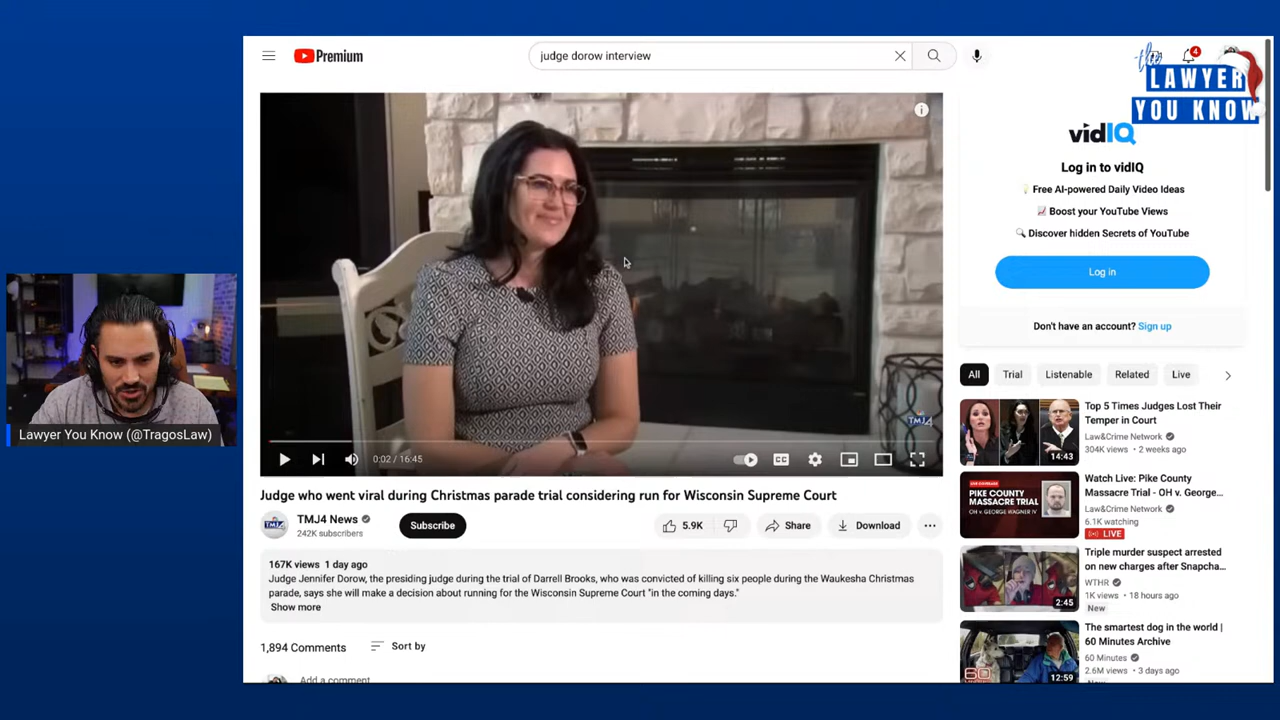 Premium
judge dorow interview
4
the
LAWYER
YOU KNOW
vidIQ
Log in to vidIQ
Free AI-powered Daily Video Ideas
Boost your YouTube Views
Discover hidden Secrets of YouTube
Log in
Don't have an account? Sign up
TMJ4
0:02 / 16:45
CC
Lawyer You Know (@TragosLaw)
Judge who went viral during Christmas parade trial considering run for Wisconsin Supreme Court
TMJ4
TMJ4 News
242K subscribers
Subscribe
5.9K
Share
Download
167K views 1 day ago
Judge Jennifer Dorow, the presiding judge during the trial of Darrell Brooks, who was convicted of killing six people during the Waukesha Christmas
parade, says she will make a decision about running for the Wisconsin Supreme Court "in the coming days."
Show more
1,894 Comments
Sort by
Add a comment
All
Trial
Listenable
Related
Live
Top 5 Times Judges Lost Their
Temper in Court
Law&Crime Network
304K views • 2 weeks ago
14:43
PIKE COUNTY
MASSACRE TRIAL
OH v. GEORGE WAGNER IV
Watch Live: Pike County
Massacre Trial - OH v. George...
Law&Crime Network
6.1K watching
LIVE
Triple murder suspect arrested
on new charges after Snapcha...
WTHR
1K views • 18 hours ago
New
2:45
The smartest dog in the world |
60 Minutes Archive
60 Minutes
2.6M views • 3 days ago
60
12:59